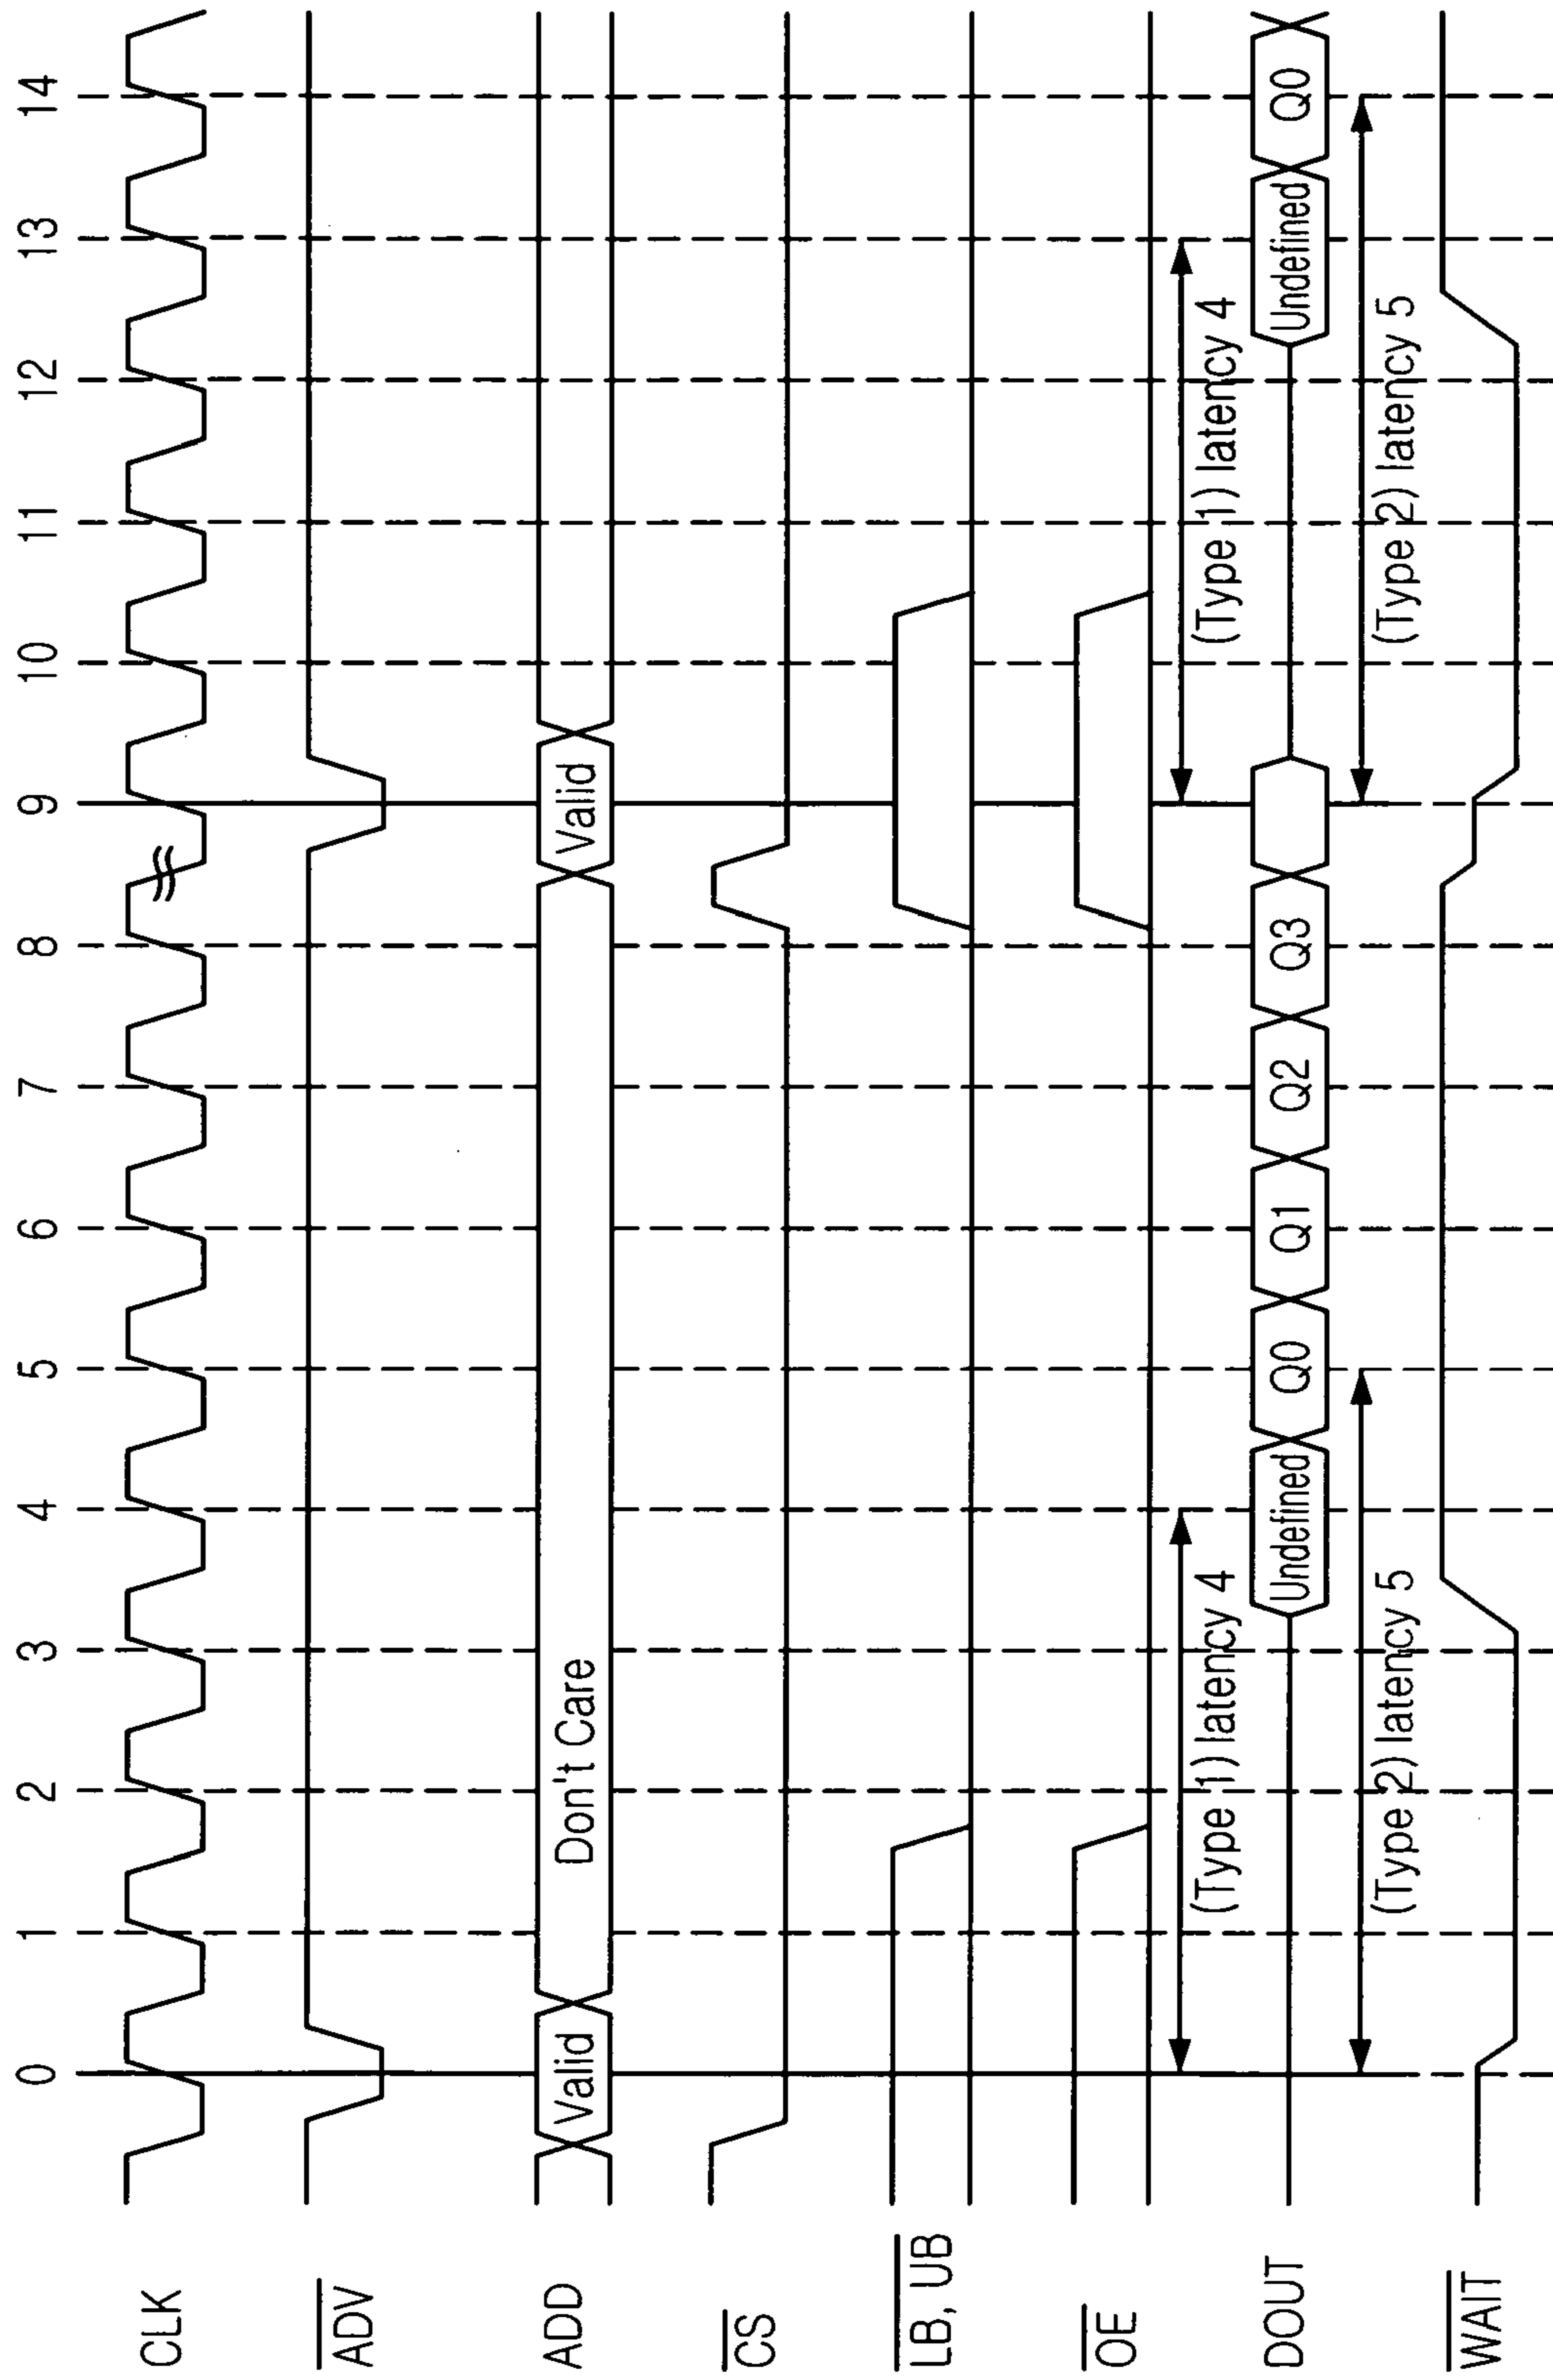 0 1 2 3 4 5 6 7 8 9 10 11 12 13 14
CLK
ADV
ADD Valid Don't Care Valid
CS
LB, UB
OE
(Type 1) latency 4 (Type 1) latency 4
DOUT Undefined Q0 Q1 Q2 Q3 Undefined Q0
(Type 2) latency 5 (Type 2) latency 5
WAIT